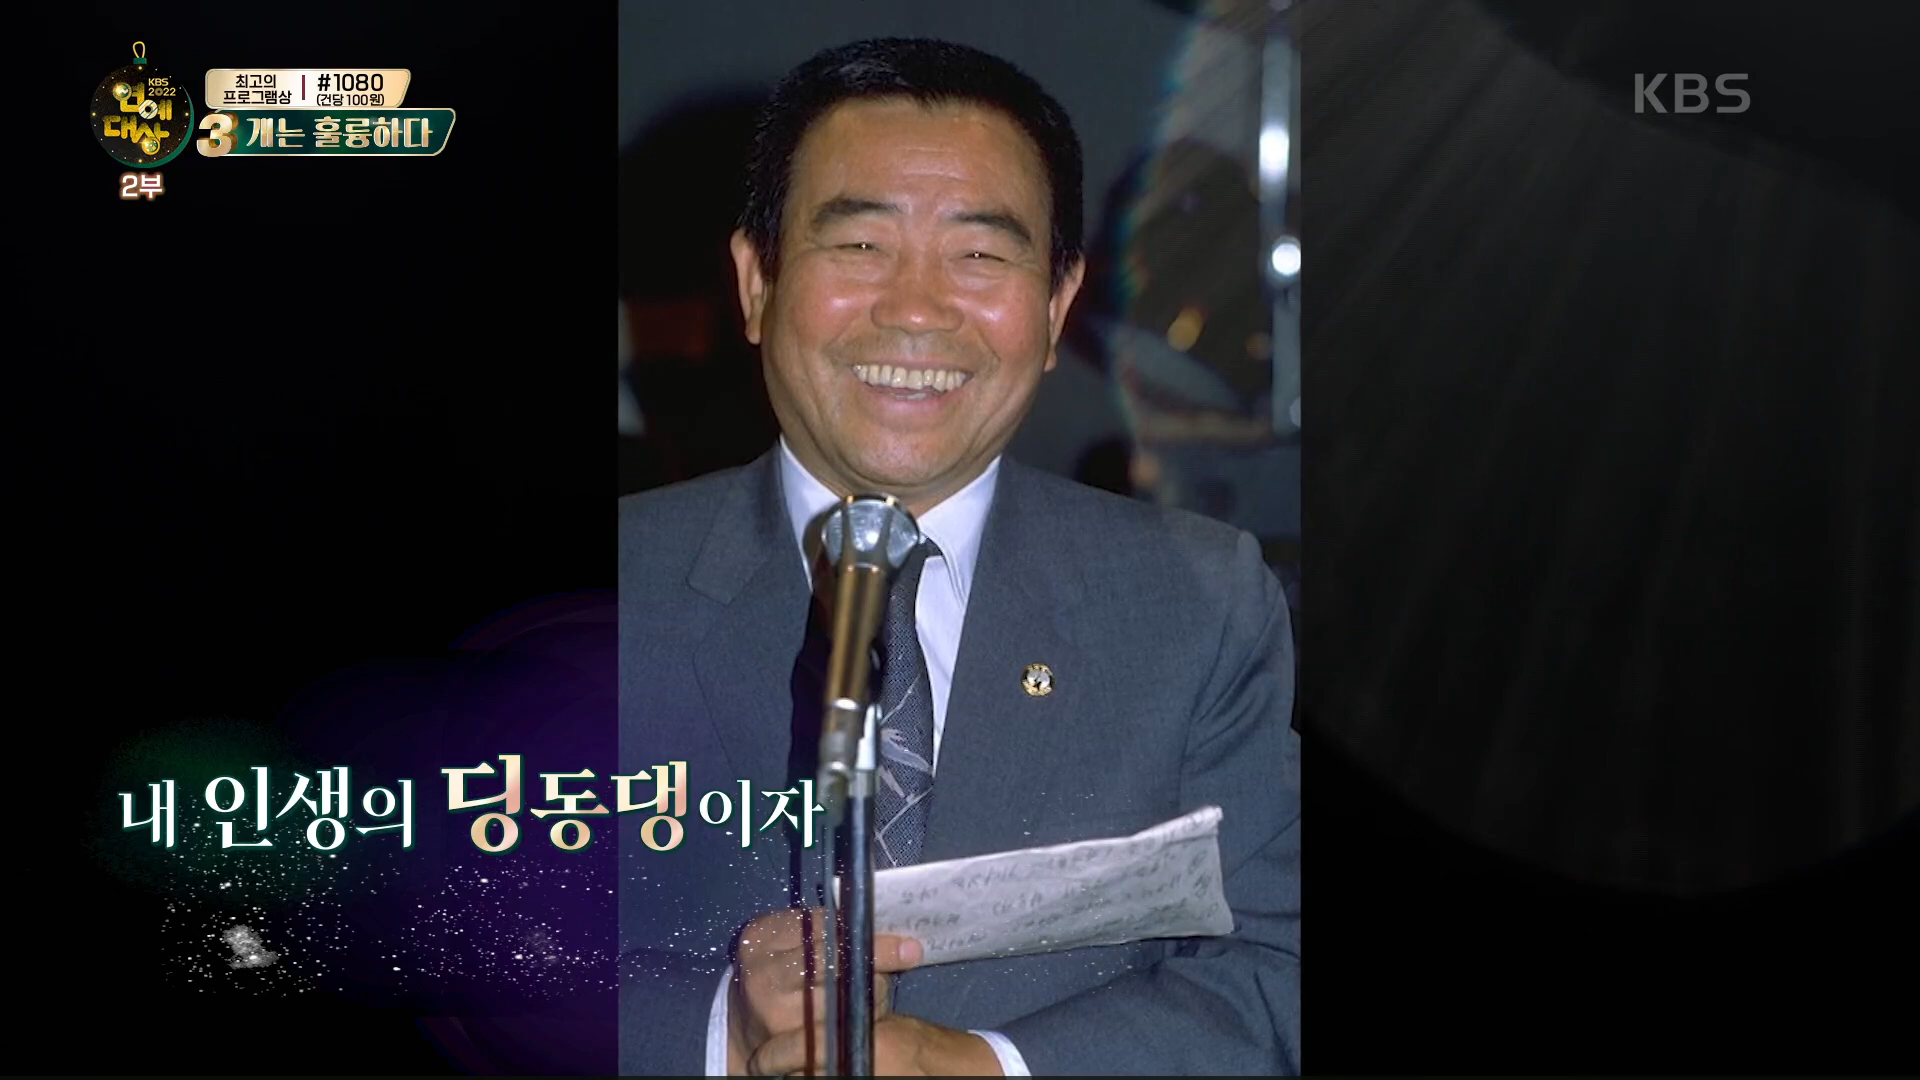 KBS
2022
연예
대상
2부
최고의
프로그램상
#1080
(건당 100원)
3 개는 훌륭하다
KBS
내 인생의 딩동댕이자